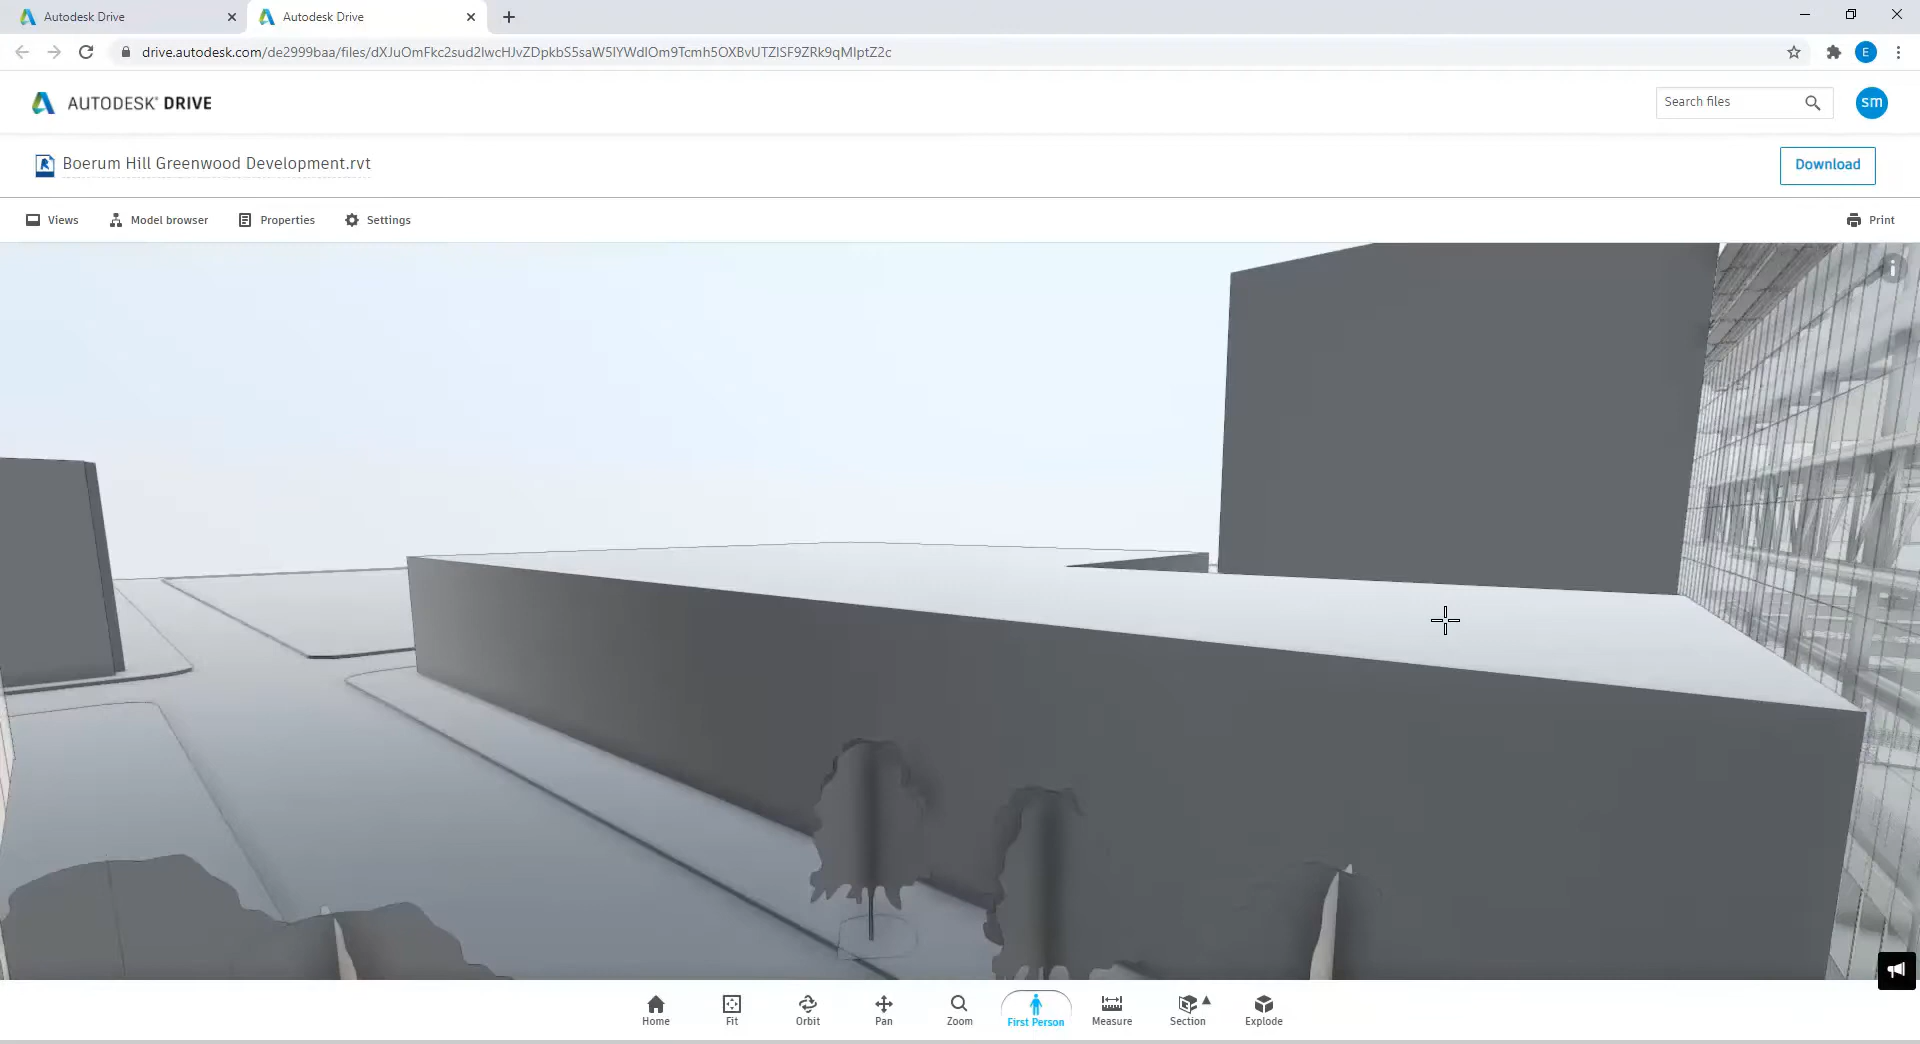 Autodesk Drive
Autodesk Drive
drive.autodesk.com/de2999baa/files/dXJuOmFkc2sud2lwcHJvZDpkbS5saW5lYWdlOm9Tcmh5OXBvUTZlSF9ZRk9qMlptZ2c
E
AUTODESK® DRIVE
Search files
sm
Boerum Hill Greenwood Development.rvt
Download
Views
Model browser
Properties
Settings
Print
i
Home
Fit
Orbit
Pan
Zoom
First Person
Measure
Section
Explode